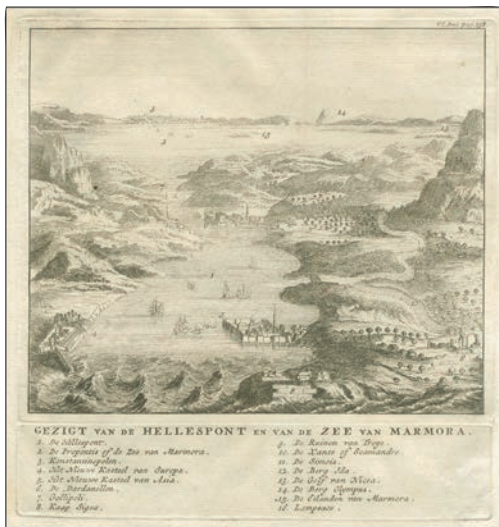 GEZIGT VAN DE HELLESPONT EN VAN DE ZEE VAN MARMORA.
1. De Hellespont.
2. De Propontis of de Zee van Marmora.
3. Konstantinopolen.
4. Het Nieuwe Kasteel van Europa.
5. Het Nieuwe Kasteel van Asia.
6. De Dardanellen.
7. Gallipoli.
8. Kaap Sigea.
9. De Ruinen van Troye.
10. De Xante of Scamandre.
11. De Simois.
12. De Berg Ida.
13. De Golf van Nicea.
14. De Berg Olympus.
15. De Eilanden van Marmora.
16. Lampsaco.